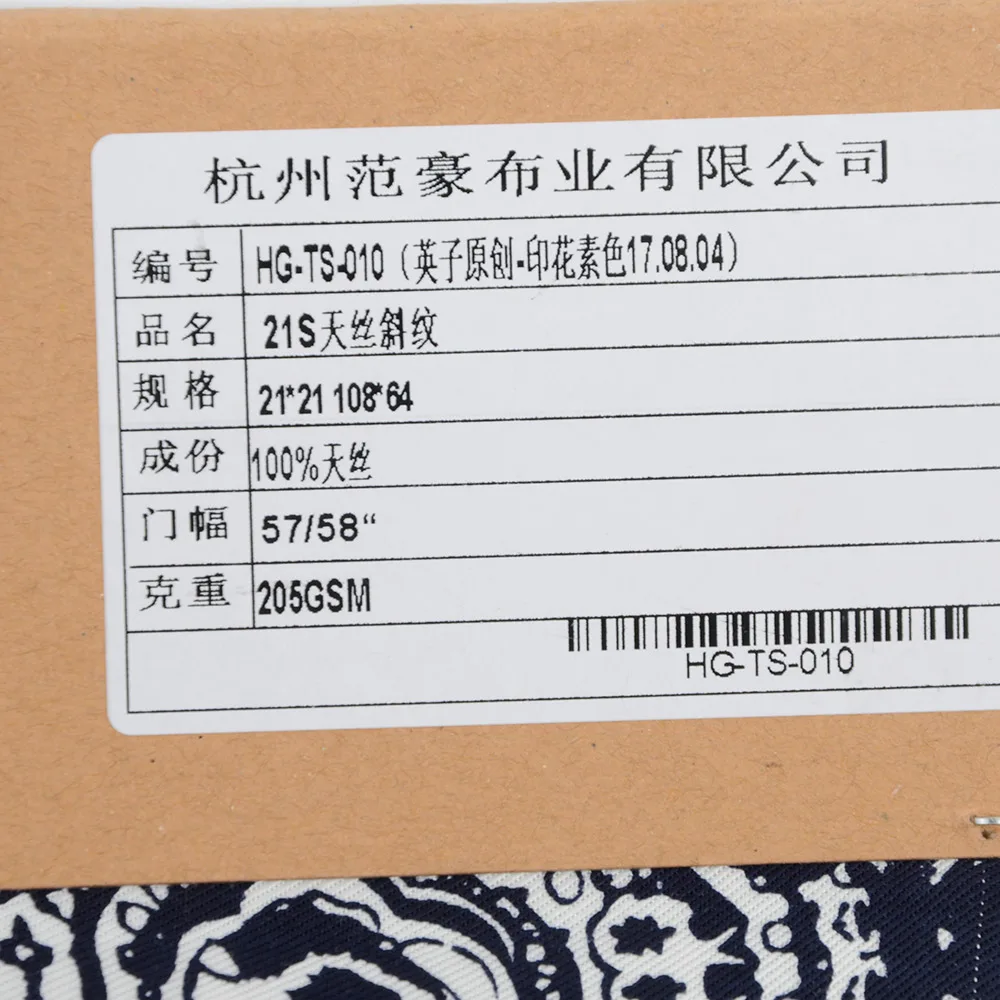 杭州范豪布业有限公司
编号 HG-TS-010（英子原创-印花素色17.08.04）
品名 21S天丝斜纹
规格 21*21 108*64
成份 100%天丝
门幅 57/58“
克重 205GSM
HG-TS-010